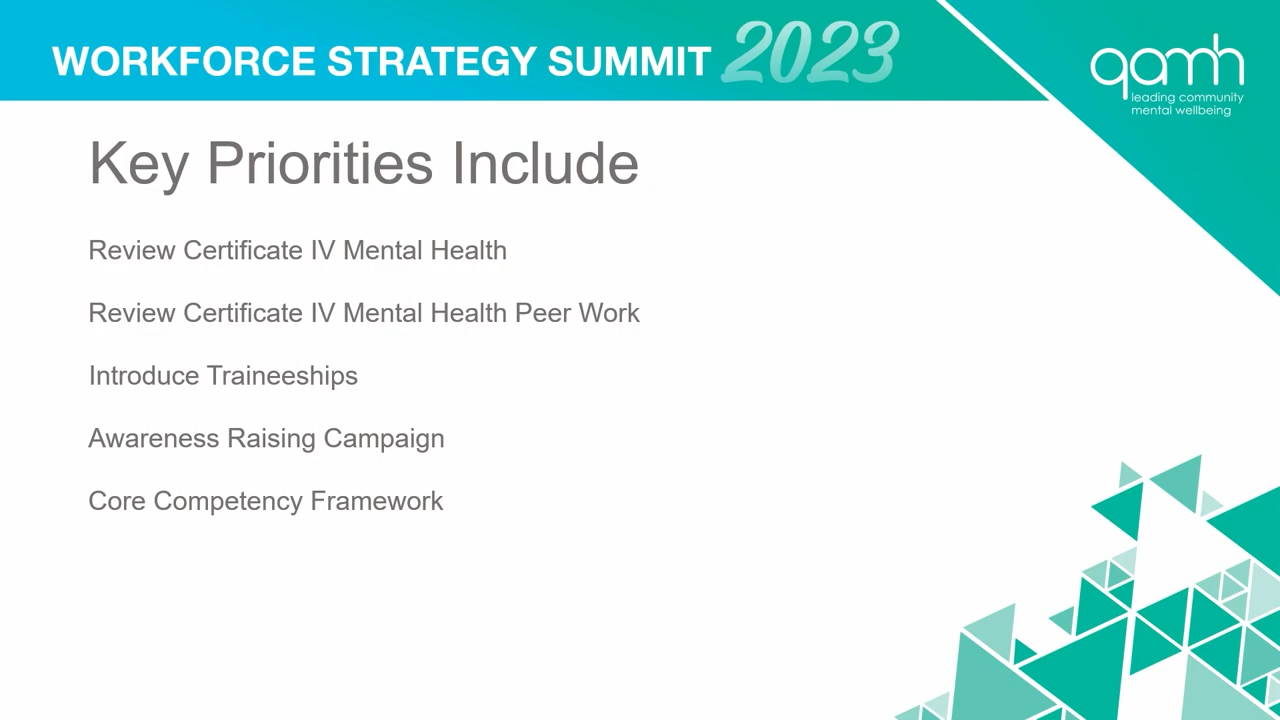 WORKFORCE STRATEGY SUMMIT 2023
qamh
leading community
mental wellbeing
Key Priorities Include
Review Certificate IV Mental Health
Review Certificate IV Mental Health Peer Work
Introduce Traineeships
Awareness Raising Campaign
Core Competency Framework